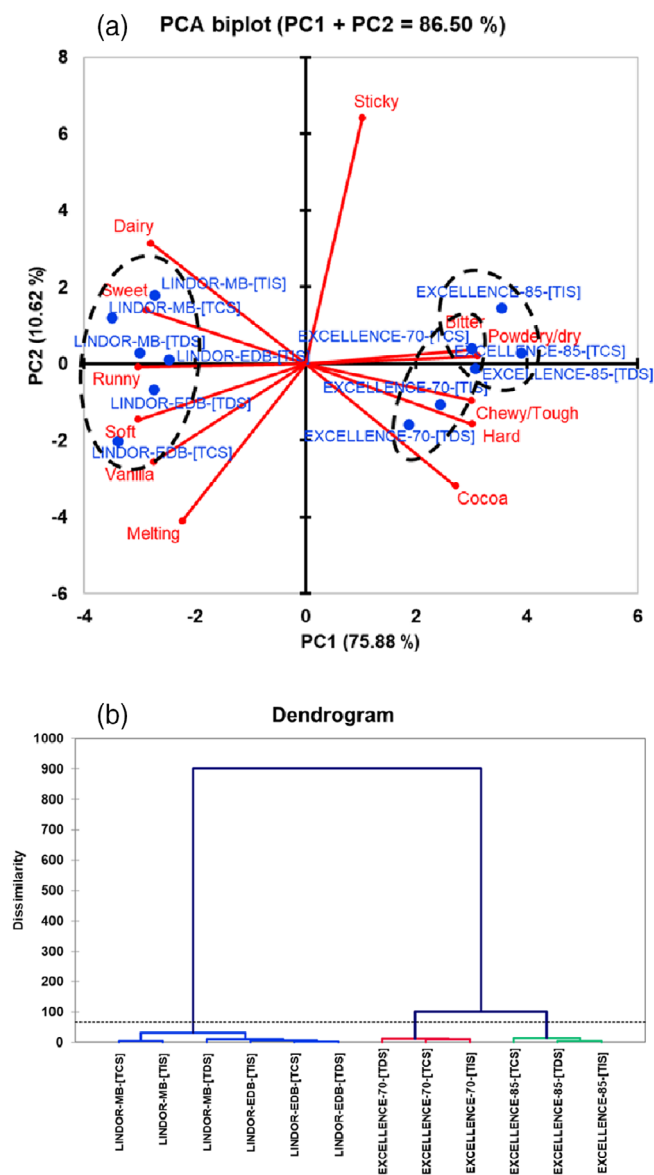 (a) PCA biplot (PC1 + PC2 = 86.50 %)
8
Sticky
6
4
Dairy
2
LINDOR-MB-[TIS]
EXCELLENCE-85-[TIS]
Sweet
LINDOR-MB-[TCS]
Bitter
EXCELLENCE-70-[TCS]
Powdery/dry
LINDOR-MB-[TDS]
LINDOR-EDB-[TIS]
EXCELLENCE-85-[TCS]
0
Runny
EXCELLENCE-70-[TIS]
EXCELLENCE-85-[TDS]
LINDOR-EDB-[TDS]
Chewy/Tough
Soft
EXCELLENCE-70-[TDS]
Hard
-2
LINDOR-EDB-[TCS]
Vanilla
Cocoa
-4
Melting
-6
PC2 (10.62 %)
-4 -2 0 2 4 6
PC1 (75.88 %)
(b) Dendrogram
1000
900
800
700
600
500
400
300
200
100
0
Dissimilarity
LINDOR-MB-[TCS]
LINDOR-MB-[TIS]
LINDOR-MB-[TDS]
LINDOR-EDB-[TIS]
LINDOR-EDB-[TCS]
LINDOR-EDB-[TDS]
EXCELLENCE-70-[TDS]
EXCELLENCE-70-[TCS]
EXCELLENCE-70-[TIS]
EXCELLENCE-85-[TCS]
EXCELLENCE-85-[TDS]
EXCELLENCE-85-[TIS]